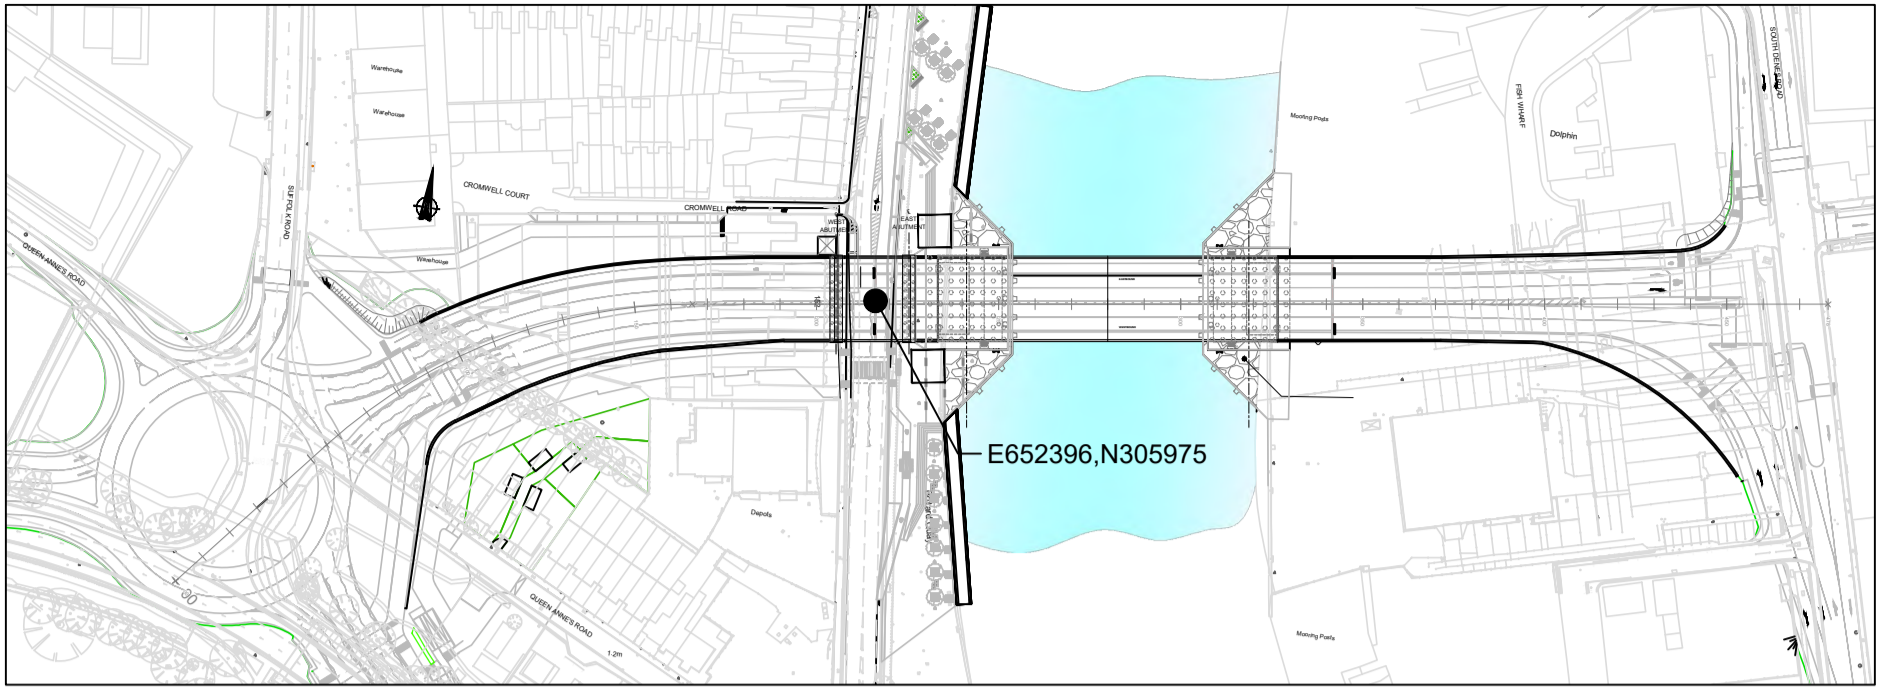 Warehouse
Warehouse
SUFFOLK ROAD
CROMWELL COURT
CROMWELL ROAD
WEST
ABUTMENT
EAST
ABUTMENT
QUEEN ANNE'S ROAD
Warehouse
Mooring Posts
FISH WHARF
Dolphin
SOUTH DENES ROAD
E652396,N305975
Depots
QUEEN ANNE'S ROAD
1.2m
90
Mooring Posts